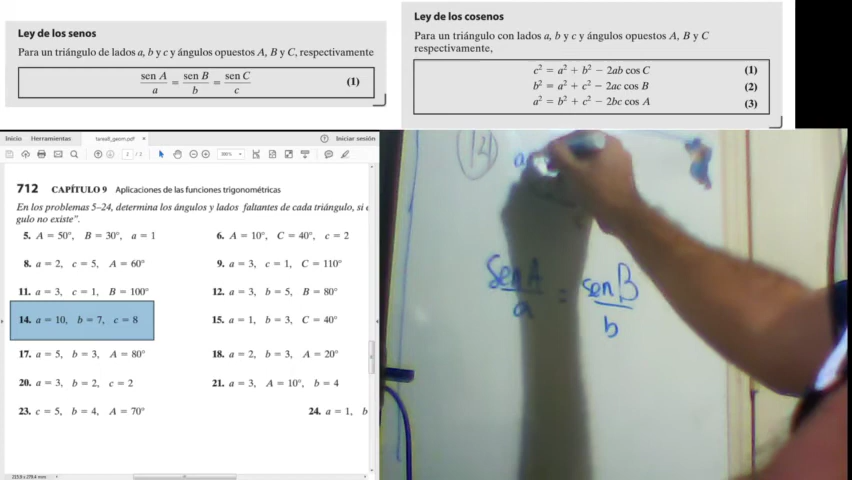 Ley de los senos
Para un triángulo de lados a, b y c y ángulos opuestos A, B y C, respectivamente
sen A / a = sen B / b = sen C / c (1)
Ley de los cosenos
Para un triángulo con lados a, b y c y ángulos opuestos A, B y C
respectivamente,
c² = a² + b² − 2ab cos C (1)
b² = a² + c² − 2ac cos B (2)
a² = b² + c² − 2bc cos A (3)
Inicio Herramientas tarea9_geom.pdf × Iniciar sesión
2 / 2
712 CAPÍTULO 9 Aplicaciones de las funciones trigonométricas
En los problemas 5–24, determina los ángulos y lados faltantes de cada triángulo, si
gulo no existe”.
5. A = 50°, B = 30°, a = 1 6. A = 10°, C = 40°, c = 2
8. a = 2, c = 5, A = 60° 9. a = 3, c = 1, C = 110°
11. a = 3, c = 1, B = 100° 12. a = 3, b = 5, B = 80°
14. a = 10, b = 7, c = 8 15. a = 1, b = 3, C = 40°
17. a = 5, b = 3, A = 80° 18. a = 2, b = 3, A = 20°
20. a = 3, b = 2, c = 2 21. a = 3, A = 10°, b = 4
23. c = 5, b = 4, A = 70° 24. a = 1, b
a
sen A / a = sen B / b